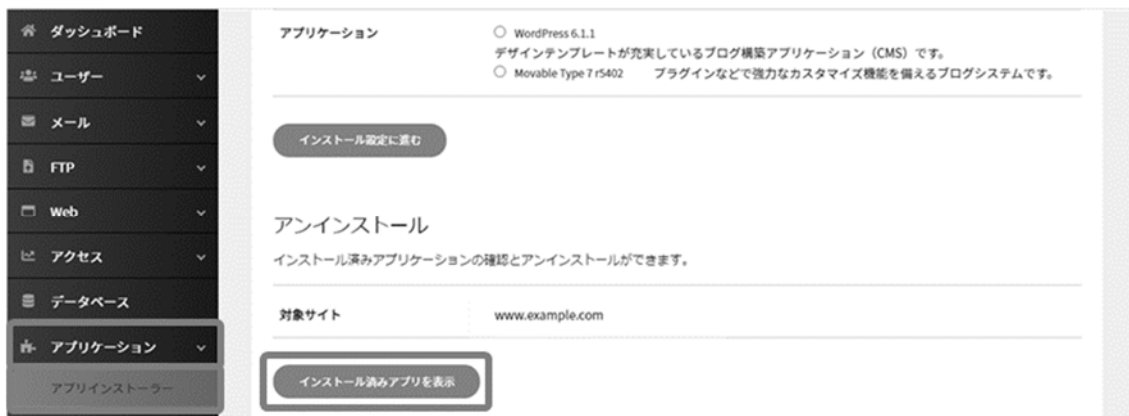 ダッシュボード
ユーザー
メール
FTP
Web
アクセス
データベース
アプリケーション
アプリインストーラー
アプリケーション
WordPress 6.1.1
デザインテンプレートが充実しているブログ構築アプリケーション（CMS）です。
Movable Type 7 r5402 プラグインなどで強力なカスタマイズ機能を備えるブログシステムです。
インストール設定に進む
アンインストール
インストール済みアプリケーションの確認とアンインストールができます。
対象サイト www.example.com
インストール済みアプリを表示